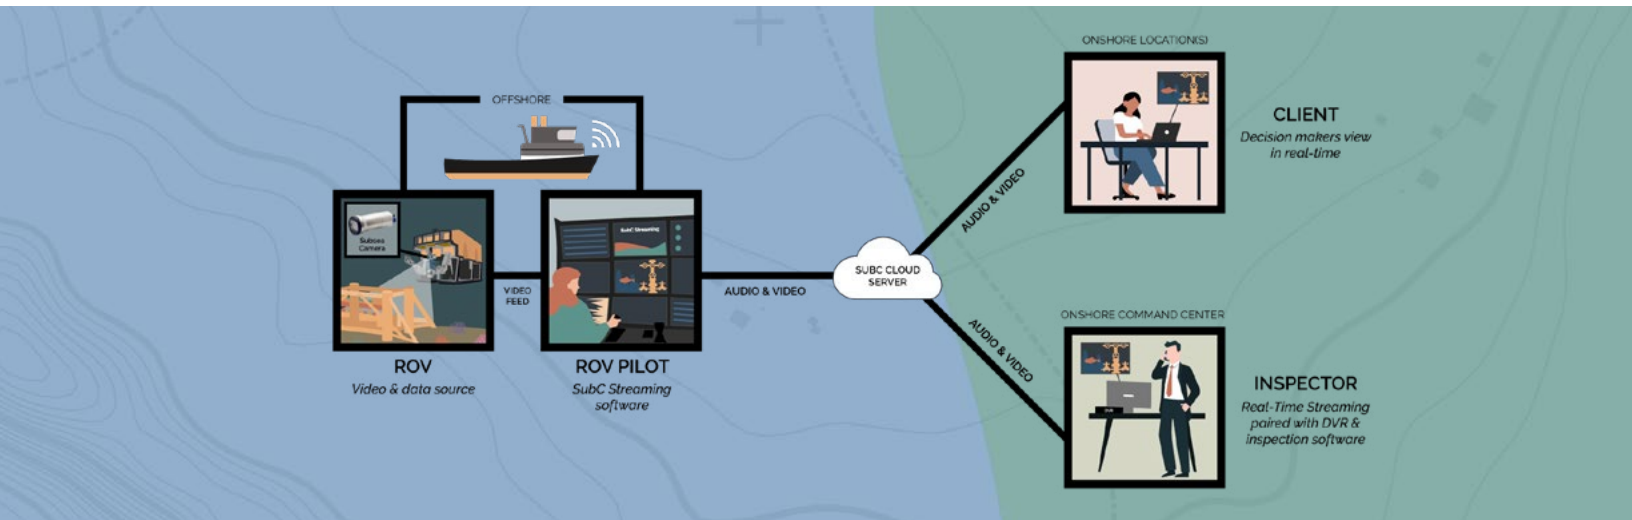 OFFSHORE
Subsea
Camera
VIDEO
FEED
ROV
Video & data source
SubC Streaming
ROV PILOT
SubC Streaming
software
AUDIO & VIDEO
SUBC CLOUD
SERVER
AUDIO & VIDEO
AUDIO & VIDEO
ONSHORE LOCATION(S)
CLIENT
Decision makers view
in real-time
ONSHORE COMMAND CENTER
DVR
INSPECTOR
Real-Time Streaming
paired with DVR &
inspection software